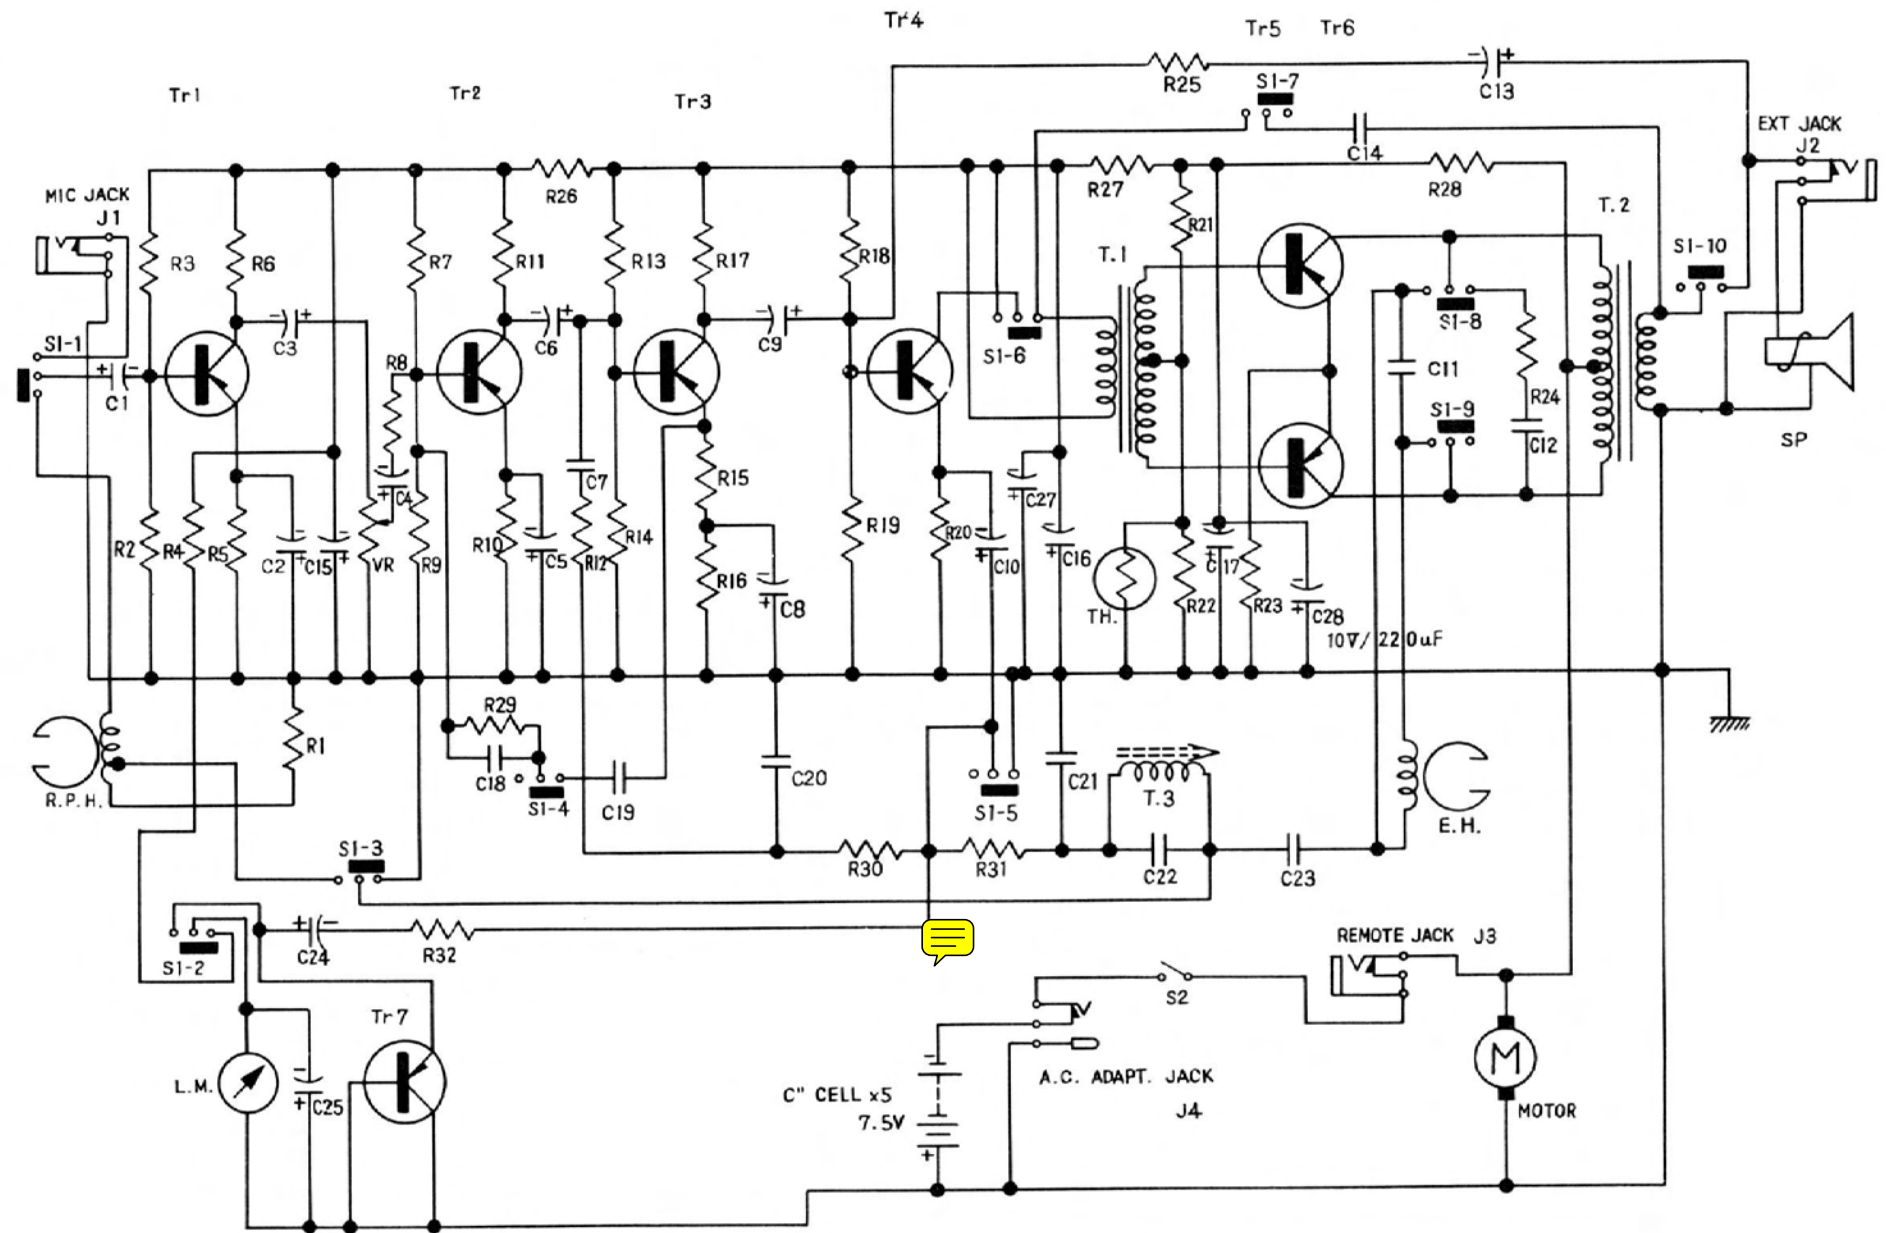 Tr4
Tr5 Tr6
R25
C13
S1-7
Tr1
Tr2
Tr3
C14
EXT JACK
J2
MIC JACK
J1
R26
R27
R28
T.2
R3
R6
R7
R11
R13
R17
R18
R21
T.1
S1-10
S1-1
C3
C6
C9
S1-6
S1-8
R8
C1
C11
R24
S1-9
C12
SP
C4
C7
R15
C27
R2
R4
R5
C2
C15
VR
R9
R10
C5
R12
R14
R16
C8
R19
R20
C10
C16
TH.
R22
C17
R23
C28
10V/220uF
R29
R1
C18
S1-4
C19
C20
S1-5
C21
T.3
R.P.H.
E.H.
S1-3
R30
R31
C22
C23
S1-2
C24
R32
REMOTE JACK J3
S2
Tr7
L.M.
C25
C" CELL x5
7.5V
A.C. ADAPT. JACK
J4
M
MOTOR